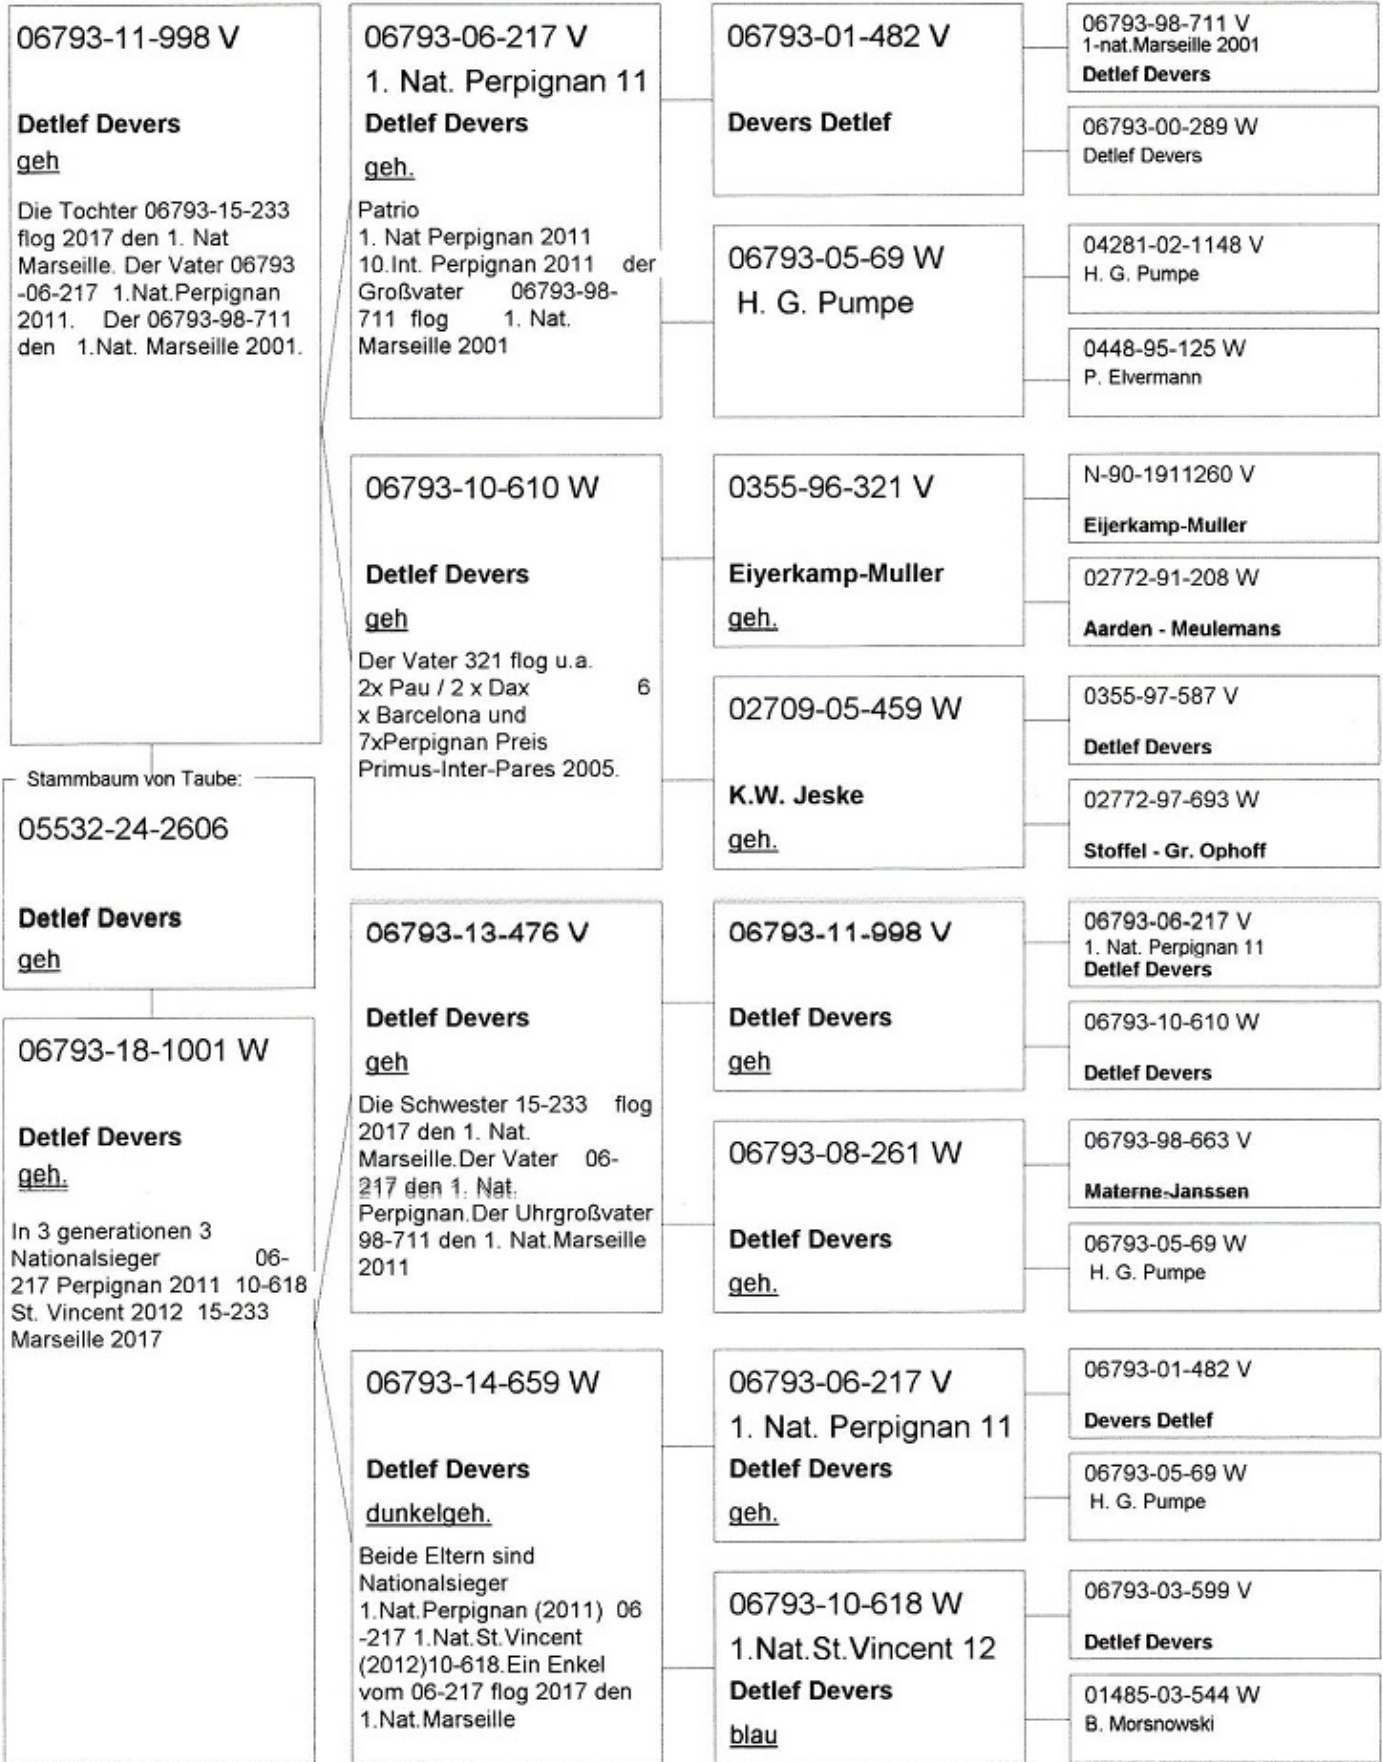 06793-11-998 V
Detlef Devers
geh
Die Tochter 06793-15-233
flog 2017 den 1. Nat
Marseille. Der Vater 06793
-06-217 1.Nat.Perpignan
2011. Der 06793-98-711
den 1.Nat. Marseille 2001.
Stammbaum von Taube:
05532-24-2606
Detlef Devers
geh
06793-18-1001 W
Detlef Devers
geh.
In 3 generationen 3
Nationalsieger 06-
217 Perpignan 2011 10-618
St. Vincent 2012 15-233
Marseille 2017
06793-06-217 V
1. Nat. Perpignan 11
Detlef Devers
geh.
Patrio
1. Nat Perpignan 2011
10.Int. Perpignan 2011 der
Großvater 06793-98-
711 flog 1. Nat.
Marseille 2001
06793-10-610 W
Detlef Devers
geh
Der Vater 321 flog u.a.
2x Pau / 2 x Dax 6
x Barcelona und
7xPerpignan Preis
Primus-Inter-Pares 2005.
06793-13-476 V
Detlef Devers
geh
Die Schwester 15-233 flog
2017 den 1. Nat.
Marseille.Der Vater 06-
217 den 1. Nat.
Perpignan.Der Uhrgroßvater
98-711 den 1. Nat.Marseille
2011
06793-14-659 W
Detlef Devers
dunkelgeh.
Beide Eltern sind
Nationalsieger
1.Nat.Perpignan (2011) 06
-217 1.Nat.St.Vincent
(2012)10-618.Ein Enkel
vom 06-217 flog 2017 den
1.Nat.Marseille
06793-01-482 V
Devers Detlef
06793-05-69 W
H. G. Pumpe
0355-96-321 V
Eiyerkamp-Muller
geh.
02709-05-459 W
K.W. Jeske
geh.
06793-11-998 V
Detlef Devers
geh
06793-08-261 W
Detlef Devers
geh.
06793-06-217 V
1. Nat. Perpignan 11
Detlef Devers
geh.
06793-10-618 W
1.Nat.St.Vincent 12
Detlef Devers
blau
06793-98-711 V
1-nat.Marseille 2001
Detlef Devers
06793-00-289 W
Detlef Devers
04281-02-1148 V
H. G. Pumpe
0448-95-125 W
P. Elvermann
N-90-1911260 V
Eijerkamp-Muller
02772-91-208 W
Aarden - Meulemans
0355-97-587 V
Detlef Devers
02772-97-693 W
Stoffel - Gr. Ophoff
06793-06-217 V
1. Nat. Perpignan 11
Detlef Devers
06793-10-610 W
Detlef Devers
06793-98-663 V
Materne-Janssen
06793-05-69 W
H. G. Pumpe
06793-01-482 V
Devers Detlef
06793-05-69 W
H. G. Pumpe
06793-03-599 V
Detlef Devers
01485-03-544 W
B. Morsnowski